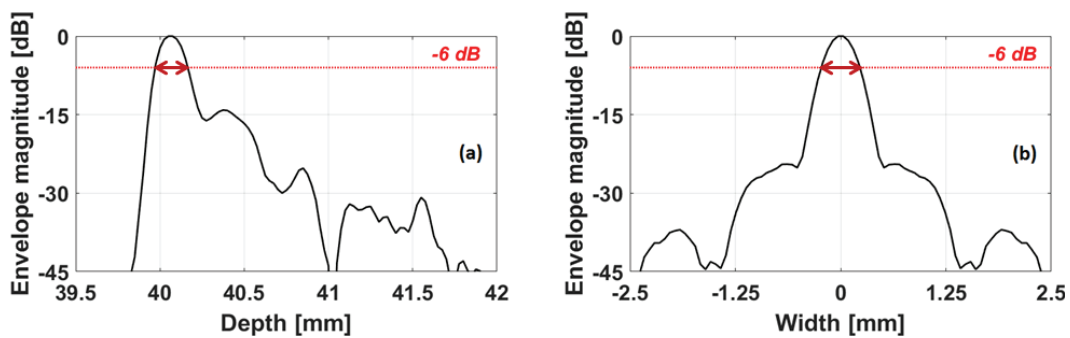 Envelope magnitude [dB]
0
-15
-30
-45
-6 dB
(a)
39.5 40 40.5 41 41.5 42
Depth [mm]
Envelope magnitude [dB]
0
-15
-30
-45
-6 dB
(b)
-2.5 -1.25 0 1.25 2.5
Width [mm]